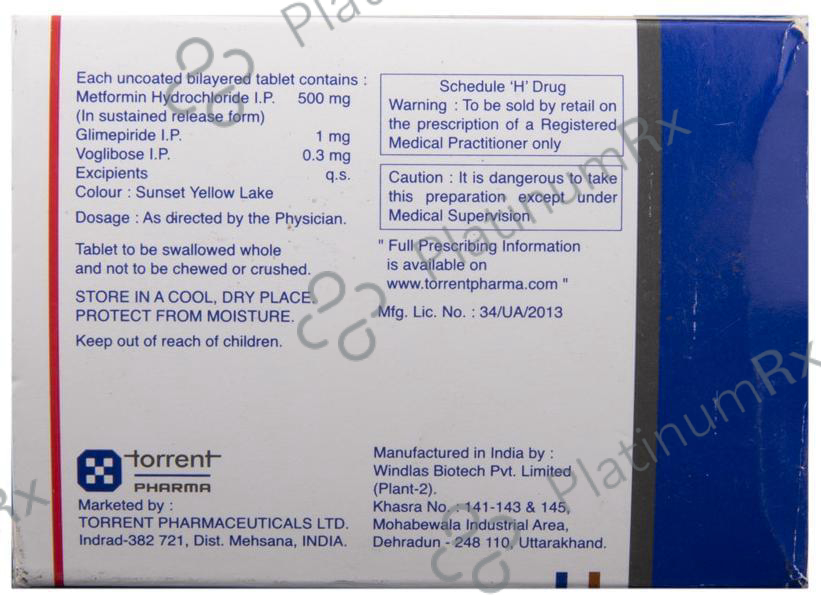 Each uncoated bilayered tablet contains :
Metformin Hydrochloride I.P. 500 mg
(In sustained release form)
Glimepiride I.P. 1 mg
Voglibose I.P. 0.3 mg
Excipients q.s.
Colour : Sunset Yellow Lake
Dosage : As directed by the Physician.
Tablet to be swallowed whole
and not to be chewed or crushed.
STORE IN A COOL, DRY PLACE.
PROTECT FROM MOISTURE.
Keep out of reach of children.
Schedule 'H' Drug
Warning : To be sold by retail on
the prescription of a Registered
Medical Practitioner only
Caution : It is dangerous to take
this preparation except under
Medical Supervision
" Full Prescribing Information
is available on
www.torrentpharma.com "
Mfg. Lic. No. : 34/UA/2013
torrent
PHARMA
Marketed by :
TORRENT PHARMACEUTICALS LTD.
Indrad-382 721, Dist. Mehsana, INDIA.
Manufactured in India by :
Windlas Biotech Pvt. Limited
(Plant-2).
Khasra No. : 141-143 & 145,
Mohabewala Industrial Area,
Dehradun - 248 110, Uttarakhand.
PlatinumRx
PlatinumRx
PlatinumRx
Rx